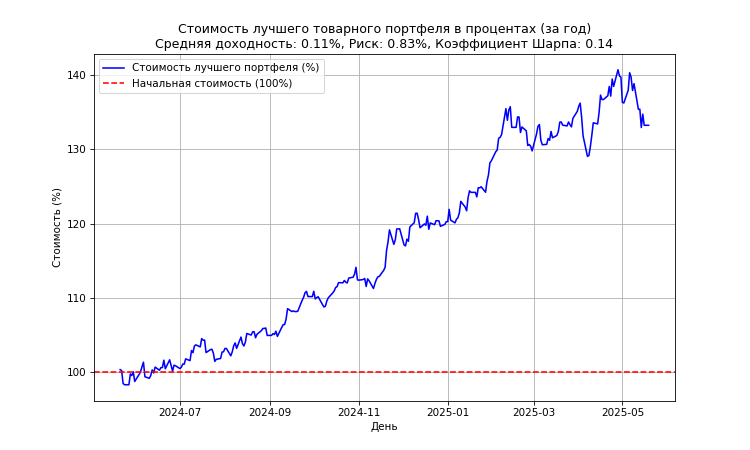 Стоимость лучшего товарного портфеля в процентах (за год)
Средняя доходность: 0.11%, Риск: 0.83%, Коэффициент Шарпа: 0.14
Стоимость лучшего портфеля (%)
Начальная стоимость (100%)
Стоимость (%)
140
130
120
110
100
2024-07
2024-09
2024-11
2025-01
2025-03
2025-05
День